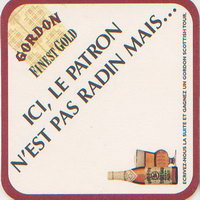 GORDON
FINEST GOLD
ICI, LE PATRON
N'EST PAS RADIN MAIS...
ECRIVEZ-NOUS LA SUITE ET GAGNEZ UN GORDON SCOTTISH TOUR.